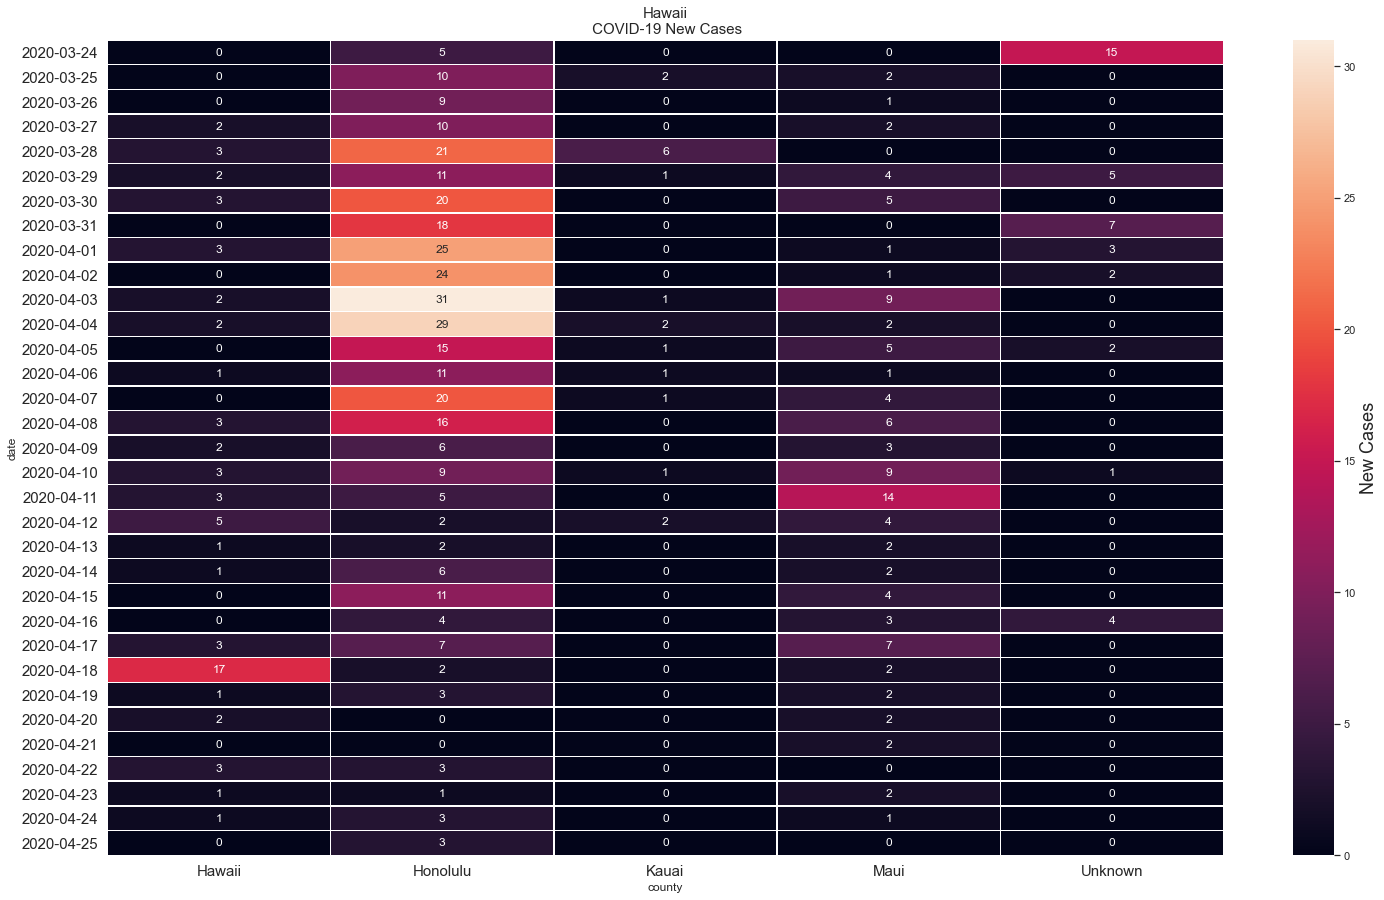 Hawaii
COVID-19 New Cases
2020-03-24 0 5 0 0 15
2020-03-25 0 10 2 2 0
2020-03-26 0 9 0 1 0
2020-03-27 2 10 0 2 0
2020-03-28 3 21 6 0 0
2020-03-29 2 11 1 4 5
2020-03-30 3 20 0 5 0
2020-03-31 0 18 0 0 7
2020-04-01 3 25 0 1 3
2020-04-02 0 24 0 1 2
2020-04-03 2 31 1 9 0
2020-04-04 2 29 2 2 0
2020-04-05 0 15 1 5 2
2020-04-06 1 11 1 1 0
2020-04-07 0 20 1 4 0
2020-04-08 3 16 0 6 0
2020-04-09 2 6 0 3 0
2020-04-10 3 9 1 9 1
2020-04-11 3 5 0 14 0
2020-04-12 5 2 2 4 0
2020-04-13 1 2 0 2 0
2020-04-14 1 6 0 2 0
2020-04-15 0 11 0 4 0
2020-04-16 0 4 0 3 4
2020-04-17 3 7 0 7 0
2020-04-18 17 2 0 2 0
2020-04-19 1 3 0 2 0
2020-04-20 2 0 0 2 0
2020-04-21 0 0 0 2 0
2020-04-22 3 3 0 0 0
2020-04-23 1 1 0 2 0
2020-04-24 1 3 0 1 0
2020-04-25 0 3 0 0 0
Hawaii Honolulu Kauai Maui Unknown
county
date
30
25
20
15
10
5
0
New Cases